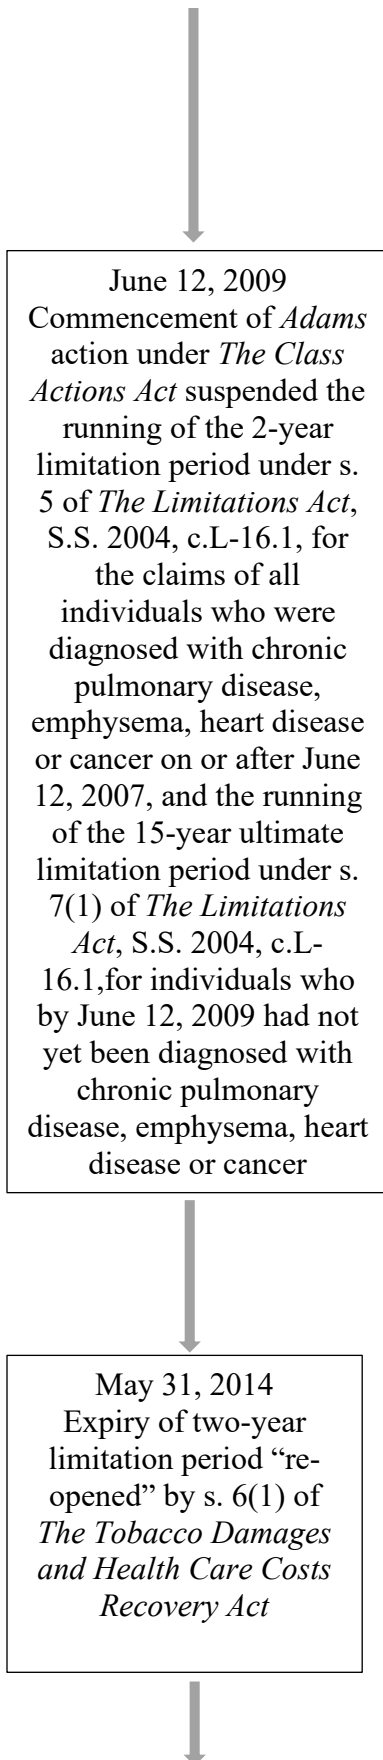 June 12, 2009
Commencement of Adams
action under The Class
Actions Act suspended the
running of the 2-year
limitation period under s.
5 of The Limitations Act,
S.S. 2004, c.L-16.1, for
the claims of all
individuals who were
diagnosed with chronic
pulmonary disease,
emphysema, heart disease
or cancer on or after June
12, 2007, and the running
of the 15-year ultimate
limitation period under s.
7(1) of The Limitations
Act, S.S. 2004, c.L-
16.1,for individuals who
by June 12, 2009 had not
yet been diagnosed with
chronic pulmonary
disease, emphysema, heart
disease or cancer
May 31, 2014
Expiry of two-year
limitation period “re-
opened” by s. 6(1) of
The Tobacco Damages
and Health Care Costs
Recovery Act